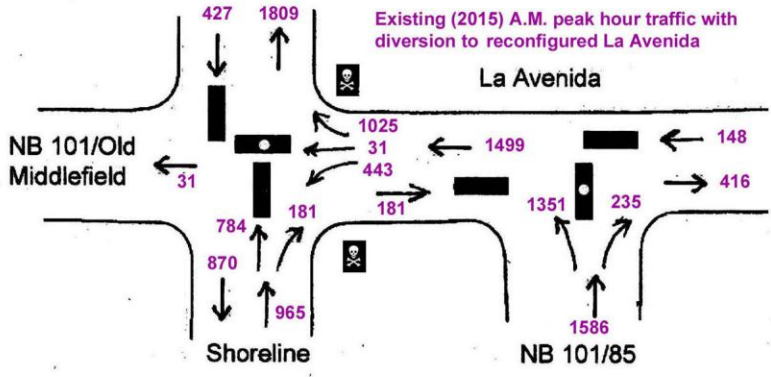 427
1809
Existing (2015) A.M. peak hour traffic with
diversion to reconfigured La Avenida
La Avenida
1025
NB 101/Old
Middlefield
31
1499
148
31
443
181
416
784
181
1351
235
870
965
1586
Shoreline
NB 101/85